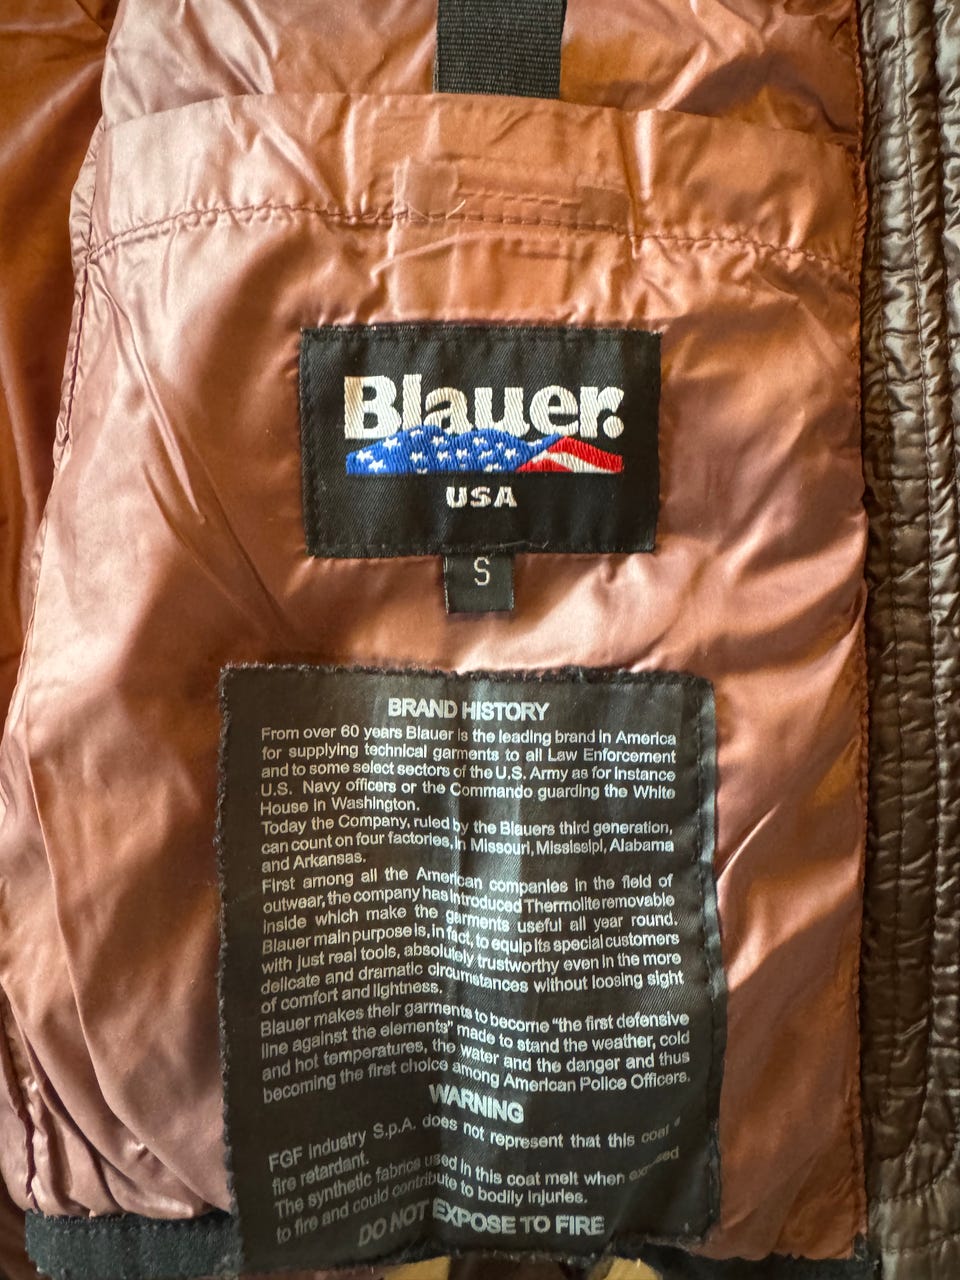 Blauer.
USA
S
BRAND HISTORY
From over 60 years Blauer is the leading brand in America
for supplying technical garments to all Law Enforcement
and to some select sectors of the U.S. Army as for Instance
U.S. Navy officers or the Commando guarding the White
House in Washington.
Today the Company, ruled by the Blauers third generation,
can count on four factories, in Missouri, Mississipi, Alabama
and Arkansas.
First among all the American companies in the field of
outwear, the company has introduced Thermolite removable
inside which make the garments useful all year round.
Blauer main purpose is, in fact, to equip its special customers
with just real tools, absolutely trustworthy even in the more
delicate and dramatic circumstances without loosing sight
of comfort and lightness.
Blauer makes their garments to become "the first defensive
line against the elements" made to stand the weather, cold
and hot temperatures, the water and the danger and thus
becoming the first choice among American Police Officers.
WARNING
FGF industry S.p.A. does not represent that this coat
fire retardant.
The synthetic fabrics used in this coat melt when exposed
to fire and could contribute to bodily injuries.
DO NOT EXPOSE TO FIRE